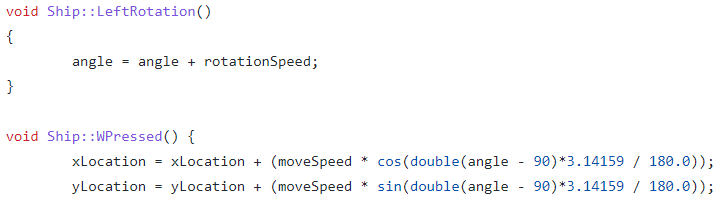 void Ship::LeftRotation()
{
angle = angle + rotationSpeed;
}
void Ship::WPressed() {
xLocation = xLocation + (moveSpeed * cos(double(angle - 90)*3.14159 / 180.0));
yLocation = yLocation + (moveSpeed * sin(double(angle - 90)*3.14159 / 180.0));